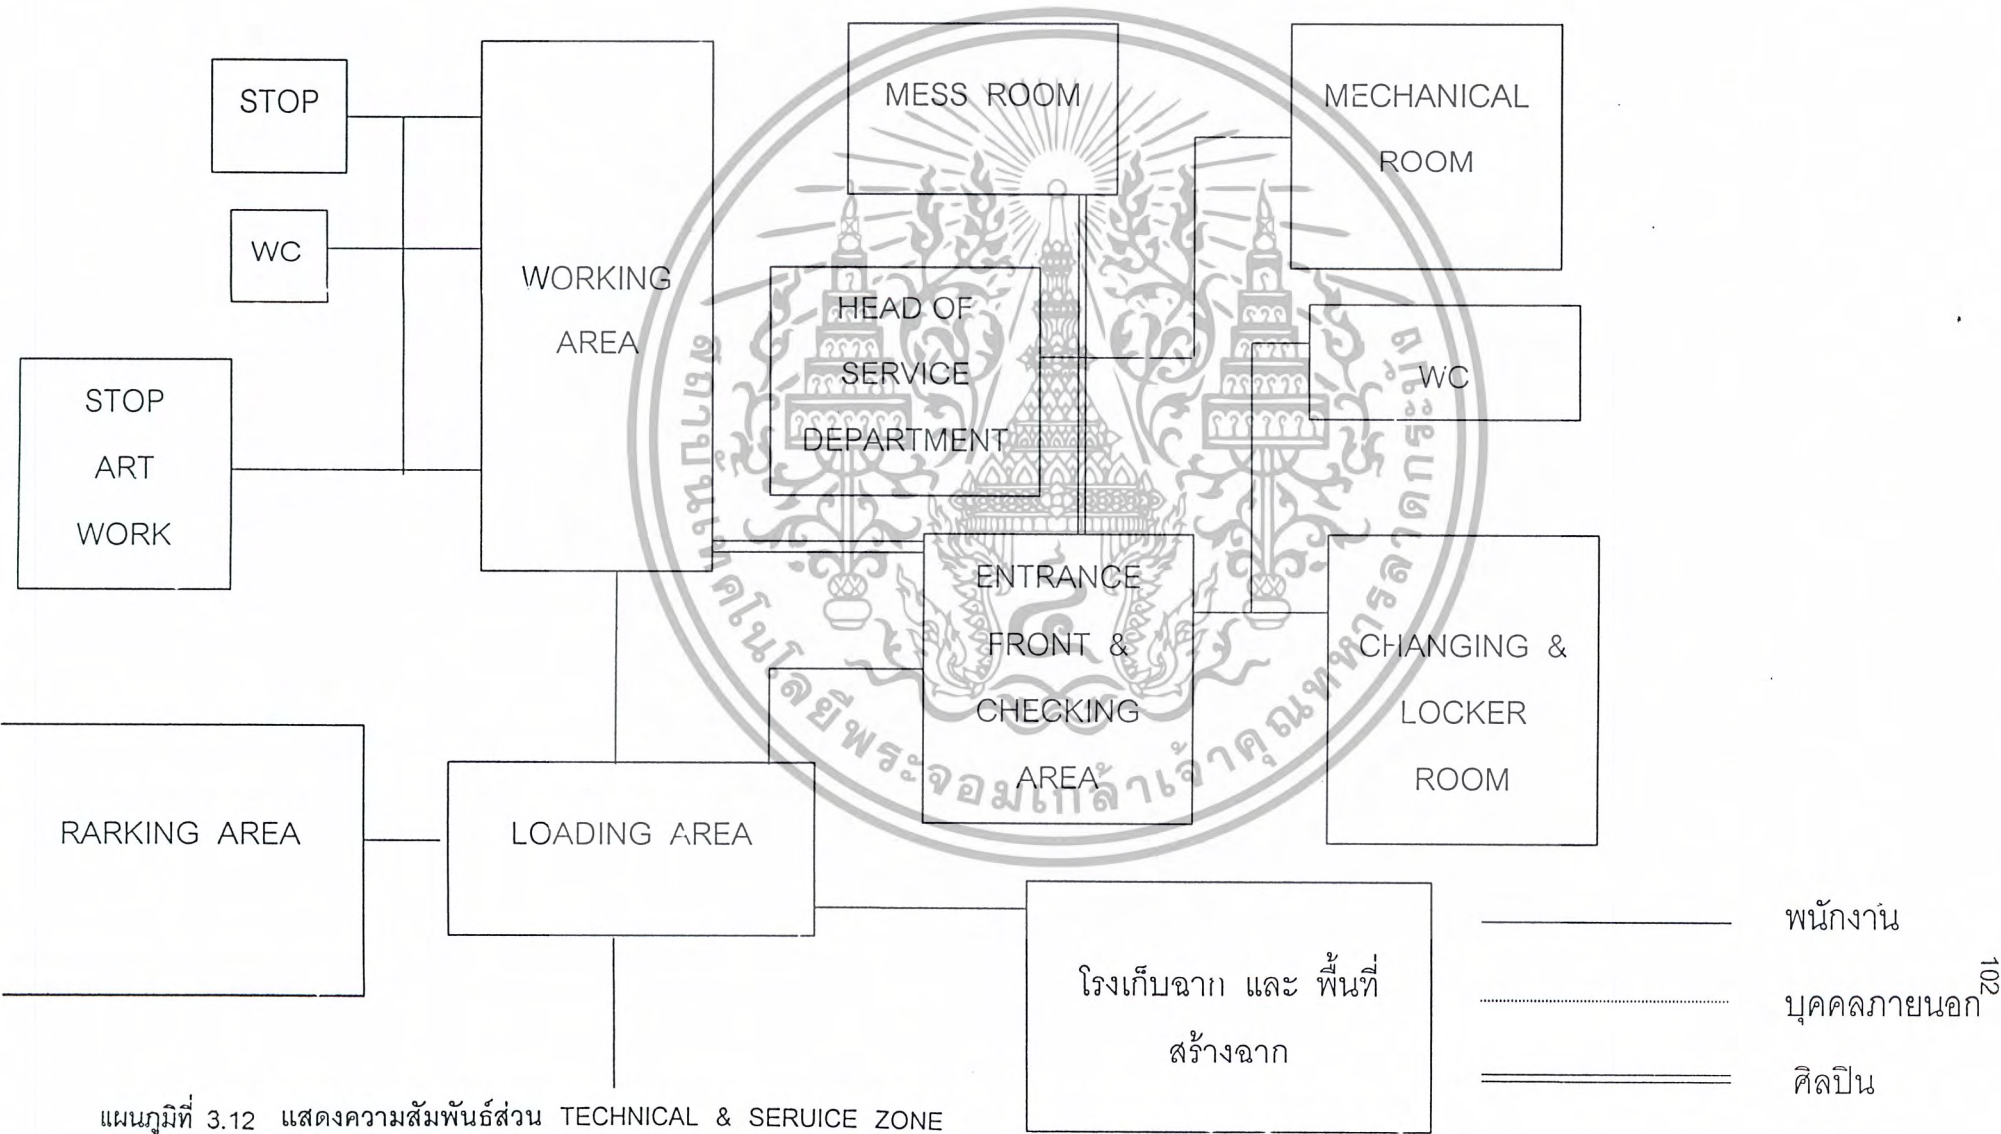 STOP
WC
STOP
ART
WORK
WORKING
AREA
MESS ROOM
HEAD OF
SERVICE
DEPARTMENT
MECHANICAL
ROOM
WC
ENTRANCE
FRONT &
CHECKING
AREA
CHANGING &
LOCKER
ROOM
RARKING AREA
LOADING AREA
โรงเก็บฉาก และ พื้นที่
สร้างฉาก
พนักงาน
บุคคลภายนอก
ศิลปิน
102
แผนภูมิที่ 3.12 แสดงความสัมพันธ์ส่วน TECHNICAL & SERUICE ZONE